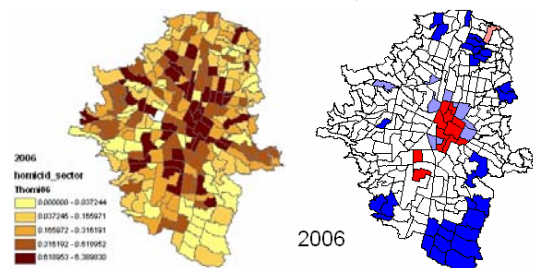 2006
homicid_sector
Thomi06
0.000000 - 0.037244
0.037245 - 0.165971
0.165972 - 0.316191
0.316192 - 0.618952
0.618953 - 6.389830
2006